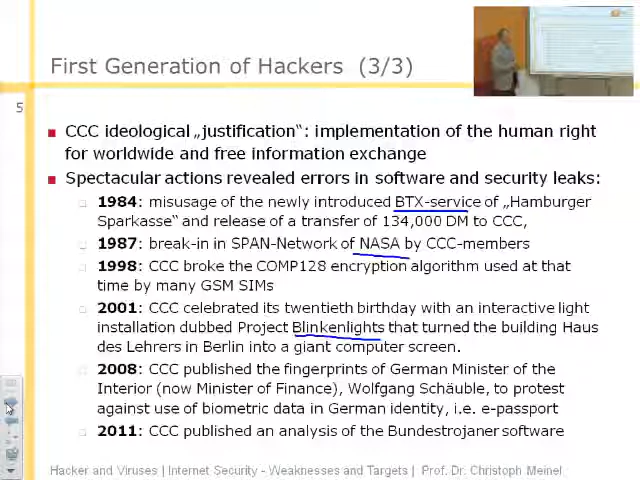 First Generation of Hackers (3/3)
5
CCC ideological „justification“: implementation of the human right
for worldwide and free information exchange
Spectacular actions revealed errors in software and security leaks:
1984: misusage of the newly introduced BTX-service of „Hamburger
Sparkasse“ and release of a transfer of 134,000 DM to CCC,
1987: break-in in SPAN-Network of NASA by CCC-members
1998: CCC broke the COMP128 encryption algorithm used at that
time by many GSM SIMs
2001: CCC celebrated its twentieth birthday with an interactive light
installation dubbed Project Blinkenlights that turned the building Haus
des Lehrers in Berlin into a giant computer screen.
2008: CCC published the fingerprints of German Minister of the
Interior (now Minister of Finance), Wolfgang Schäuble, to protest
against use of biometric data in German identity, i.e. e-passport
2011: CCC published an analysis of the Bundestrojaner software
Hacker and Viruses | Internet Security - Weaknesses and Targets | Prof. Dr. Christoph Meinel